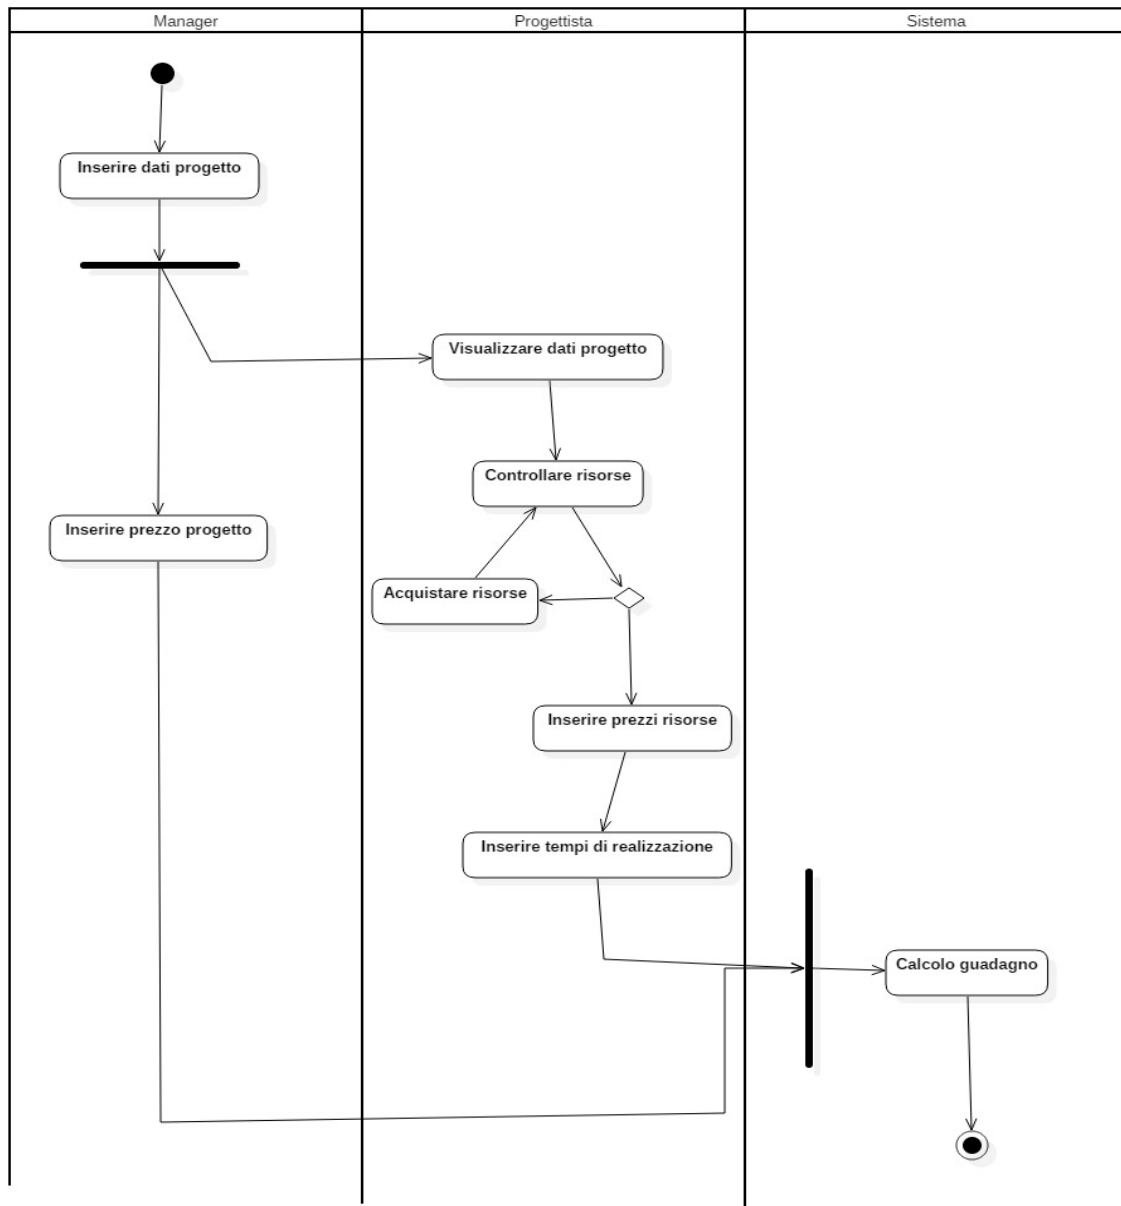 Manager
Progettista
Sistema
Inserire dati progetto
Visualizzare dati progetto
Controllare risorse
Inserire prezzo progetto
Acquistare risorse
Inserire prezzi risorse
Inserire tempi di realizzazione
Calcolo guadagno